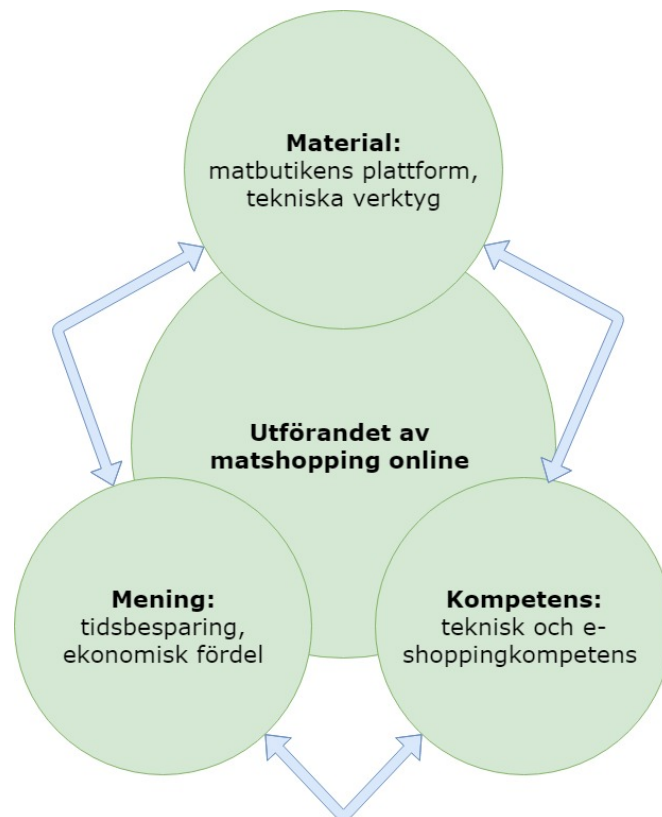 Material:
matbutikens plattform,
tekniska verktyg
Utförandet av
matshopping online
Mening:
tidsbesparing,
ekonomisk fördel
Kompetens:
teknisk och e-
shoppingkompetens